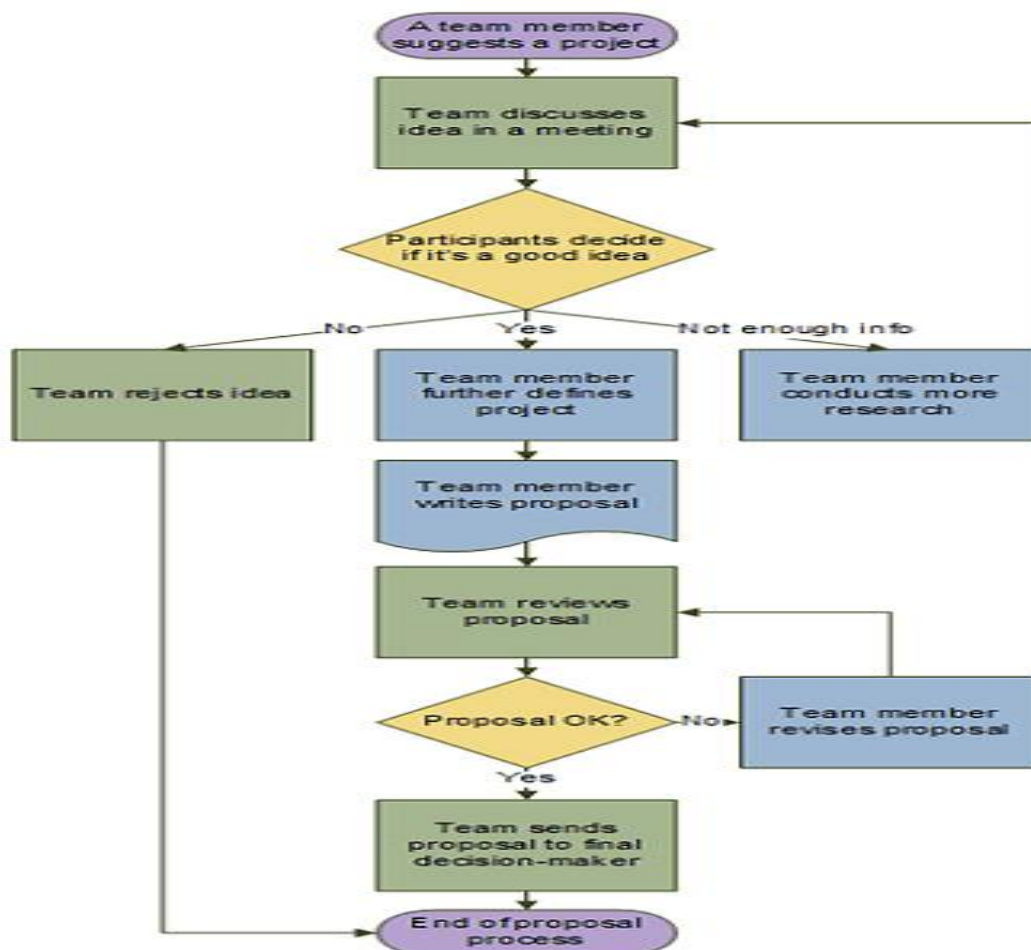 A team member
suggests a project
Team discusses
idea in a meeting
Participants decide
if it's a good idea
No
Yes
Not enough info
Team rejects idea
Team member
further defines
project
Team member
conducts more
research
Team member
writes proposal
Team reviews
proposal
Proposal OK?
No
Team member
revises proposal
Yes
Team sends
proposal to final
decision-maker
End of proposal
process